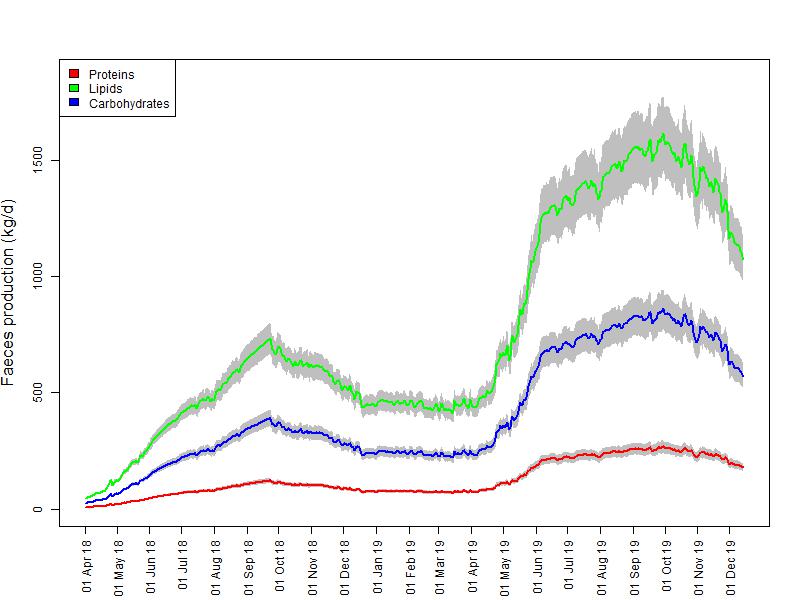 Proteins
Lipids
Carbohydrates
Faeces production (kg/d)
1500
1000
500
0
01 Apr 18
01 May 18
01 Jun 18
01 Jul 18
01 Aug 18
01 Sep 18
01 Oct 18
01 Nov 18
01 Dec 18
01 Jan 19
01 Feb 19
01 Mar 19
01 Apr 19
01 May 19
01 Jun 19
01 Jul 19
01 Aug 19
01 Sep 19
01 Oct 19
01 Nov 19
01 Dec 19